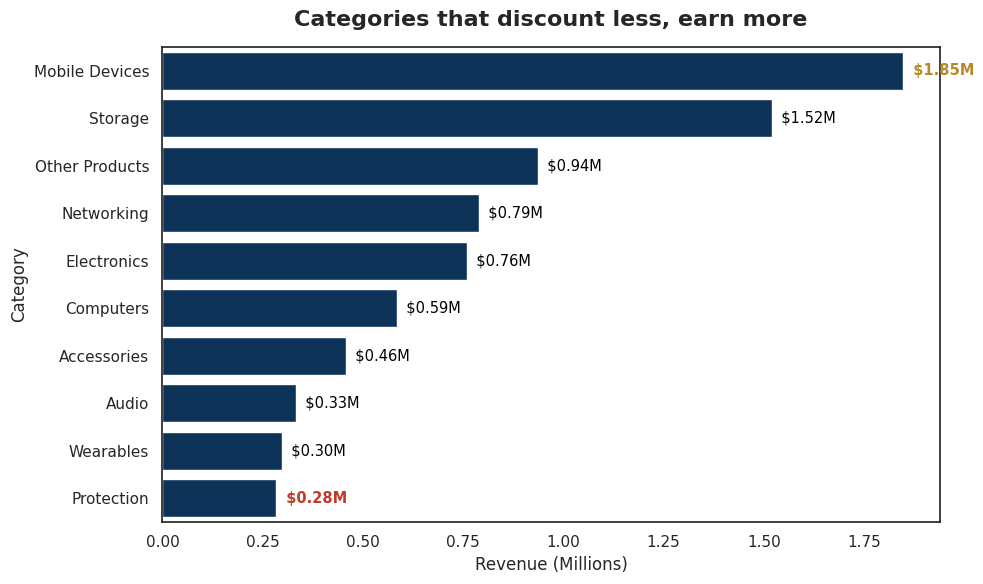 Categories that discount less, earn more
Mobile Devices $1.85M
Storage $1.52M
Other Products $0.94M
Networking $0.79M
Electronics $0.76M
Computers $0.59M
Accessories $0.46M
Audio $0.33M
Wearables $0.30M
Protection $0.28M
Category
0.00 0.25 0.50 0.75 1.00 1.25 1.50 1.75
Revenue (Millions)